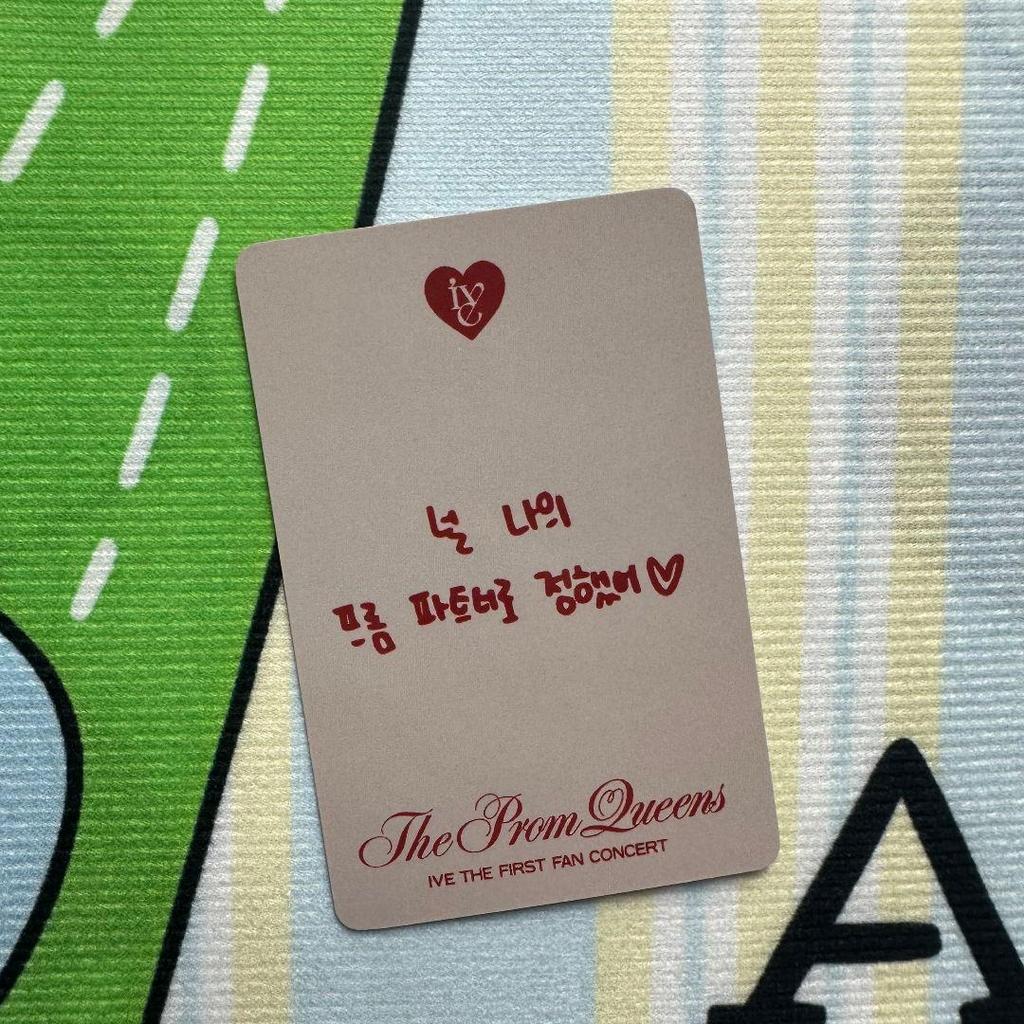 ive
널 나의
프롬 파트너로 정했어♡
The Prom Queens
IVE THE FIRST FAN CONCERT
A